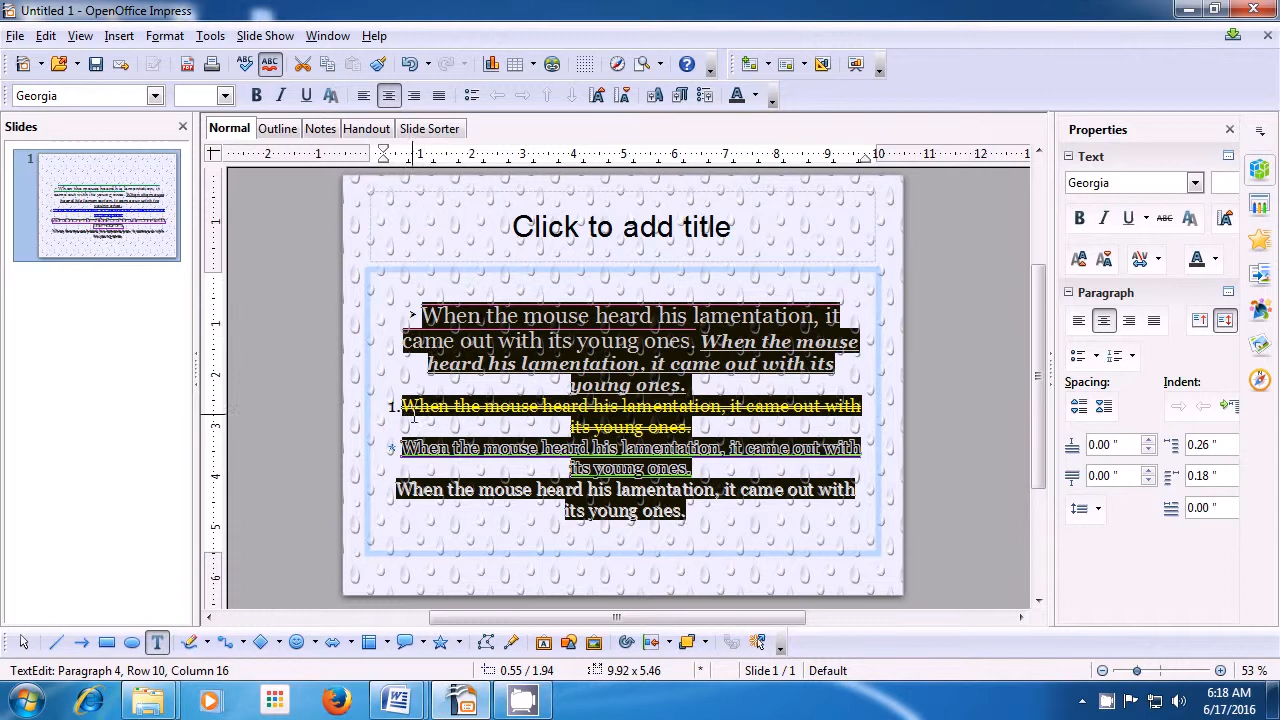 Untitled 1 - OpenOffice Impress
File Edit View Insert Format Tools Slide Show Window Help
Georgia
Slides
Normal Outline Notes Handout Slide Sorter
Properties
Text
Georgia
1
Click to add title
➢ When the mouse heard his lamentation, it
came out with its young ones. When the mouse
heard his lamentation, it came out with its
young ones.
1. When the mouse heard his lamentation, it came out with
its young ones.
When the mouse heard his lamentation, it came out with
its young ones.
When the mouse heard his lamentation, it came out with
its young ones.
Paragraph
Spacing: Indent:
0.00 " 0.26 "
0.00 " 0.18 "
0.00 "
TextEdit: Paragraph 4, Row 10, Column 16 0.55 / 1.94 9.92 x 5.46 * Slide 1 / 1 Default 53 %
6:18 AM
6/17/2016